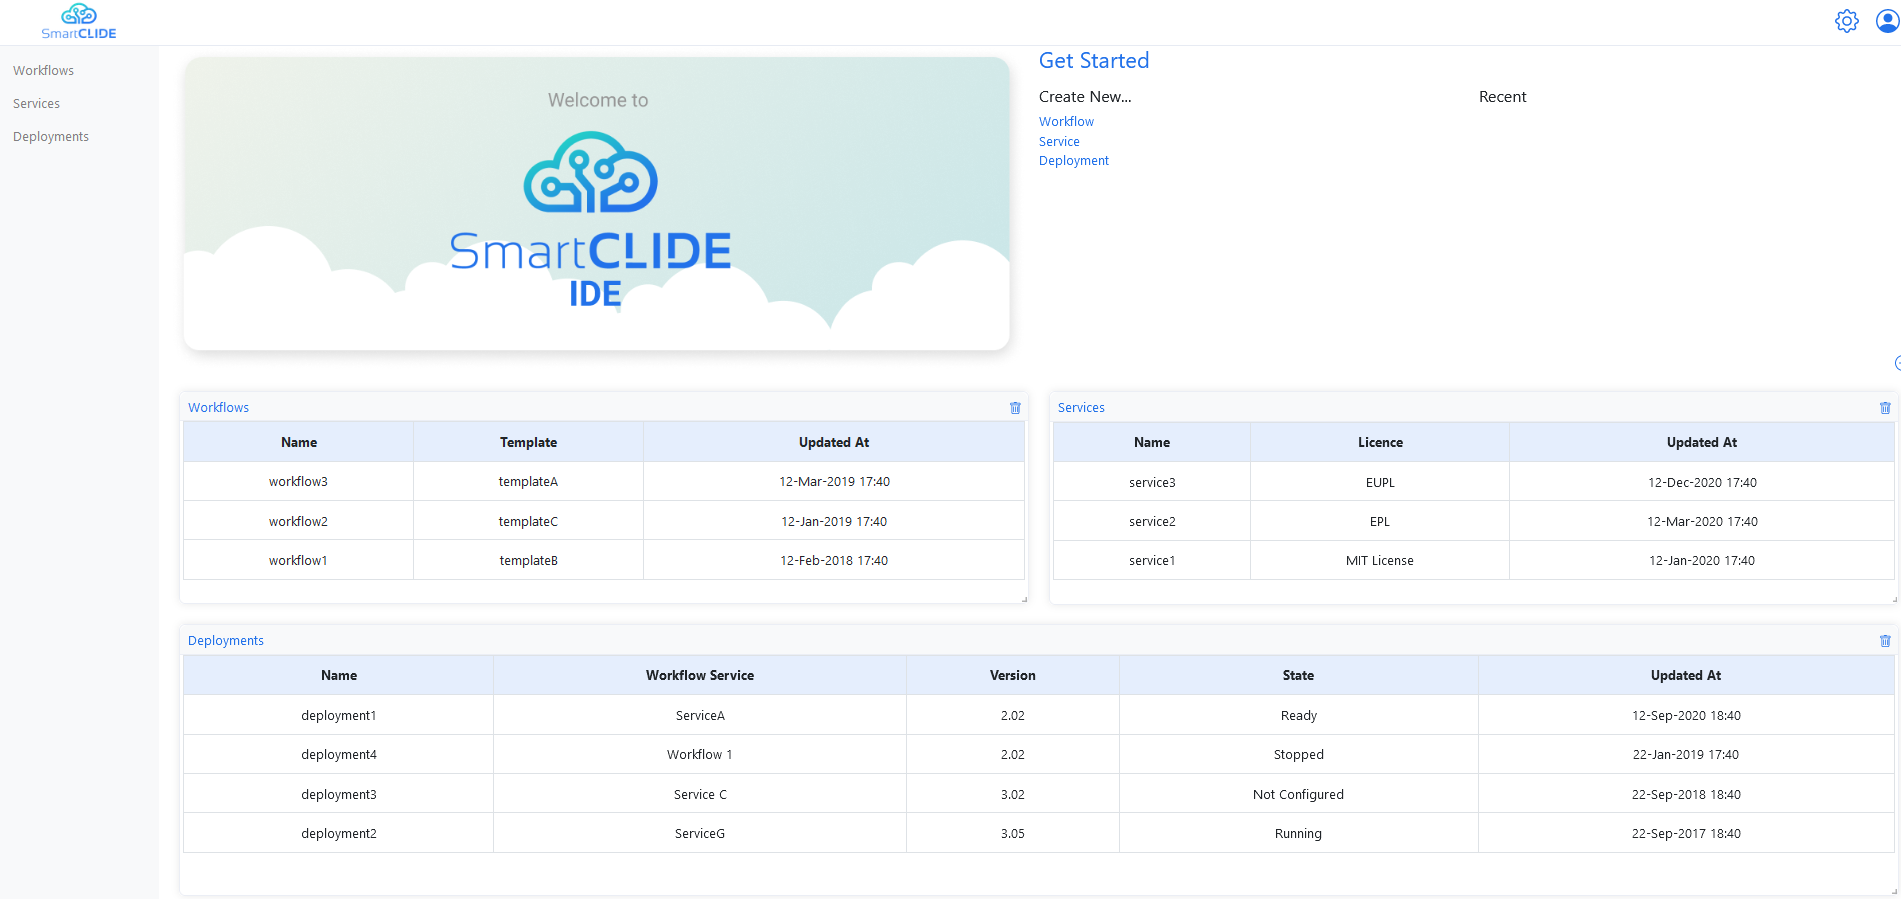 SmartCLIDE
Workflows
Services
Deployments
Welcome to
SmartCLIDE
IDE
Get Started
Create New...
Workflow
Service
Deployment
Recent
Workflows
Name Template Updated At
workflow3 templateA 12-Mar-2019 17:40
workflow2 templateC 12-Jan-2019 17:40
workflow1 templateB 12-Feb-2018 17:40
Services
Name Licence Updated At
service3 EUPL 12-Dec-2020 17:40
service2 EPL 12-Mar-2020 17:40
service1 MIT License 12-Jan-2020 17:40
Deployments
Name Workflow Service Version State Updated At
deployment1 ServiceA 2.02 Ready 12-Sep-2020 18:40
deployment4 Workflow 1 2.02 Stopped 22-Jan-2019 17:40
deployment3 Service C 3.02 Not Configured 22-Sep-2018 18:40
deployment2 ServiceG 3.05 Running 22-Sep-2017 18:40